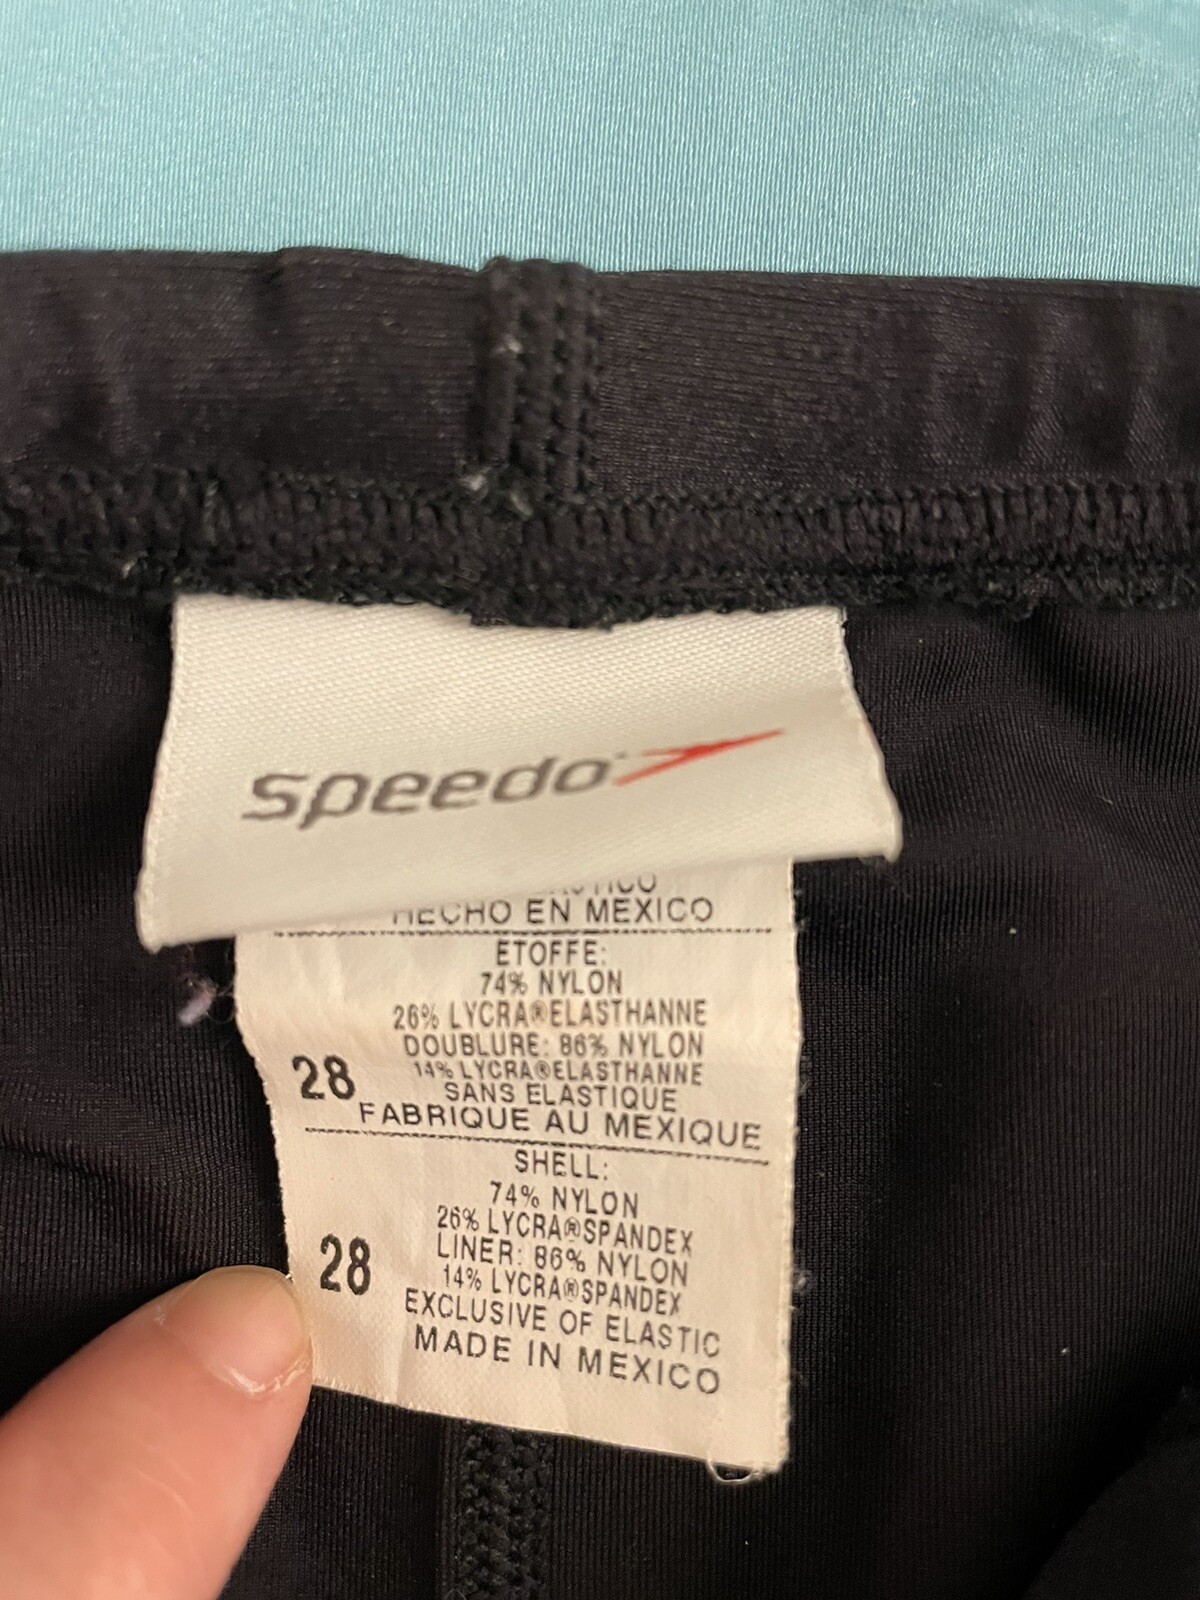 speedo
HECHO EN MEXICO
ETOFFE:
74% NYLON
26% LYCRA®ELASTHANNE
DOUBLURE: 86% NYLON
14% LYCRA®ELASTHANNE
SANS ELASTIQUE
28
FABRIQUE AU MEXIQUE
SHELL:
74% NYLON
26% LYCRA®SPANDEX
LINER: 86% NYLON
28
14% LYCRA®SPANDEX
EXCLUSIVE OF ELASTIC
MADE IN MEXICO